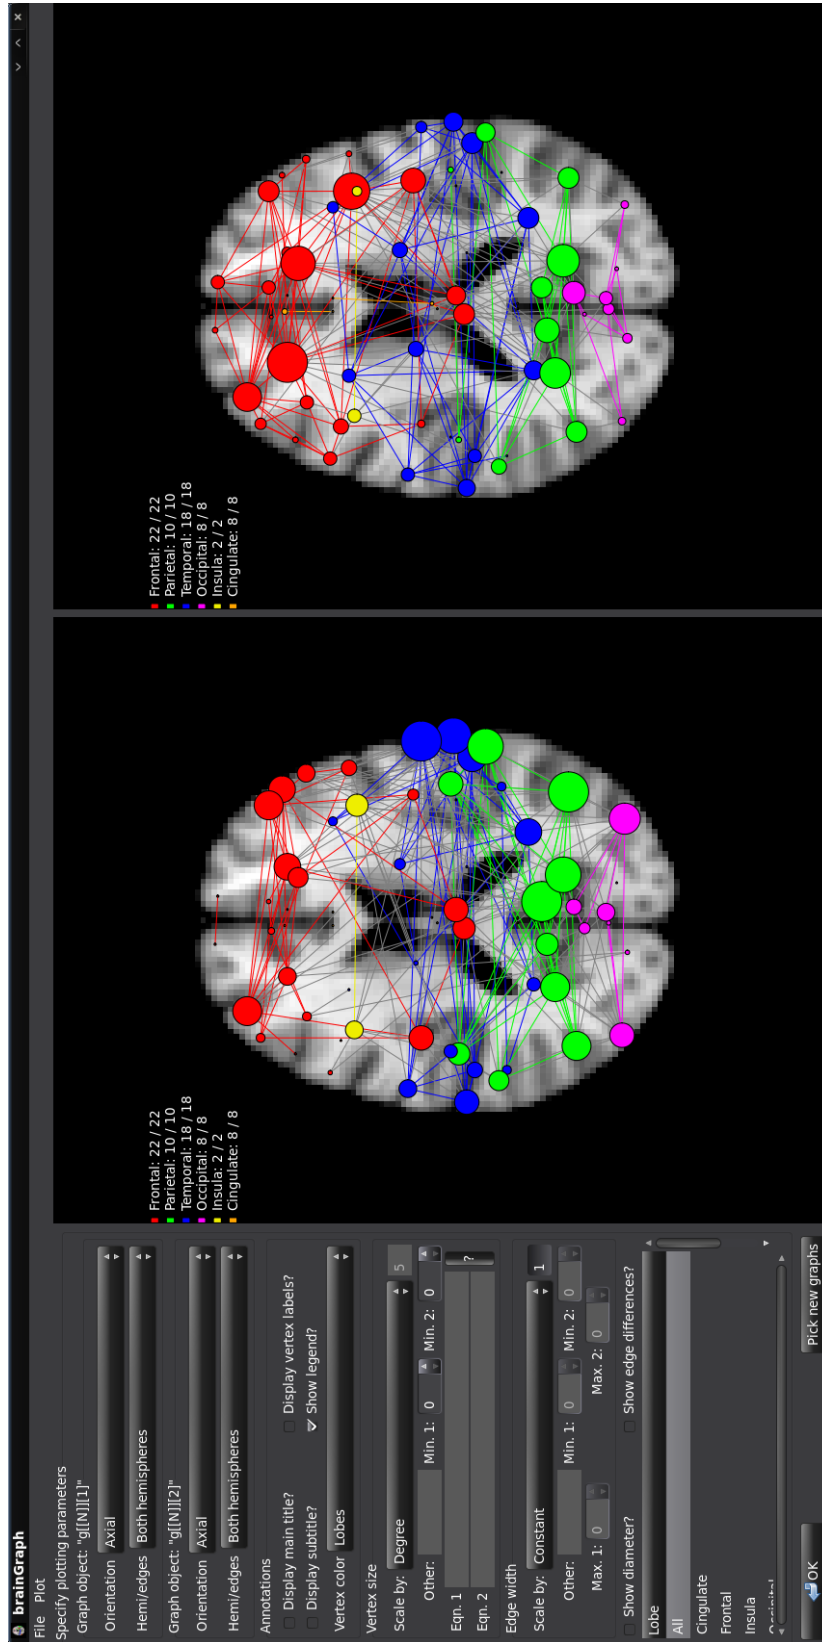 brainGraph
File Plot
Specify plotting parameters
Graph object: "g[[N]][1]"
Orientation Axial
Hemi/edges Both hemispheres
Graph object: "g[[N]][2]"
Orientation Axial
Hemi/edges Both hemispheres
Annotations
Display main title? Display vertex labels?
Display subtitle? Show legend?
Vertex color Lobes
Vertex size
Scale by: Degree 5
Other: Min. 1: 0 Min. 2: 0
Eqn. 1
Eqn. 2 ?
Edge width
Scale by: Constant 1
Other: Min. 1: 0 Min. 2: 0
Max. 1: 0 Max. 2: 0
Show diameter? Show edge differences?
Lobe
All
Cingulate
Frontal
Insula
Occipital
OK Pick new graphs
Frontal: 22 / 22
Parietal: 10 / 10
Temporal: 18 / 18
Occipital: 8 / 8
Insula: 2 / 2
Cingulate: 8 / 8
Frontal: 22 / 22
Parietal: 10 / 10
Temporal: 18 / 18
Occipital: 8 / 8
Insula: 2 / 2
Cingulate: 8 / 8